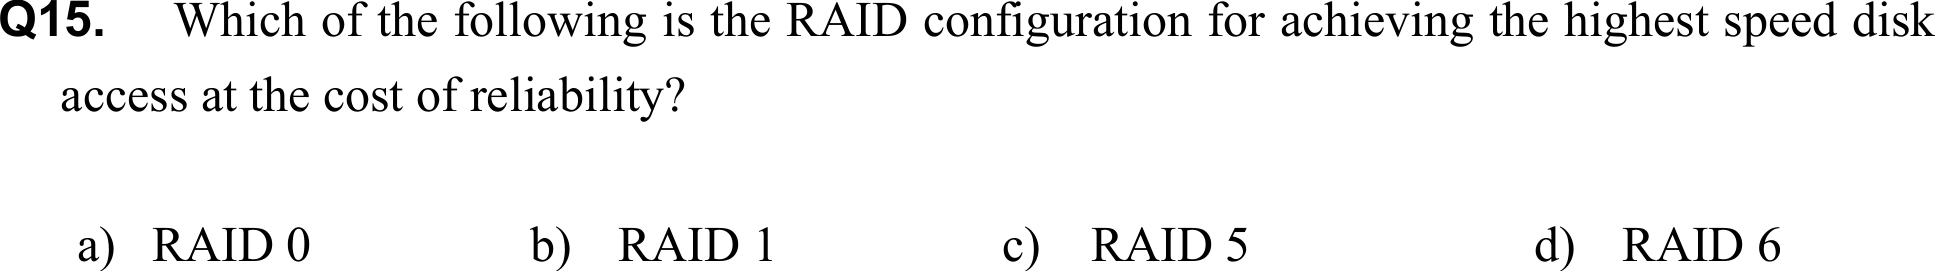 Q15. Which of the following is the RAID configuration for achieving the highest speed disk
access at the cost of reliability?
a) RAID 0 b) RAID 1 c) RAID 5 d) RAID 6